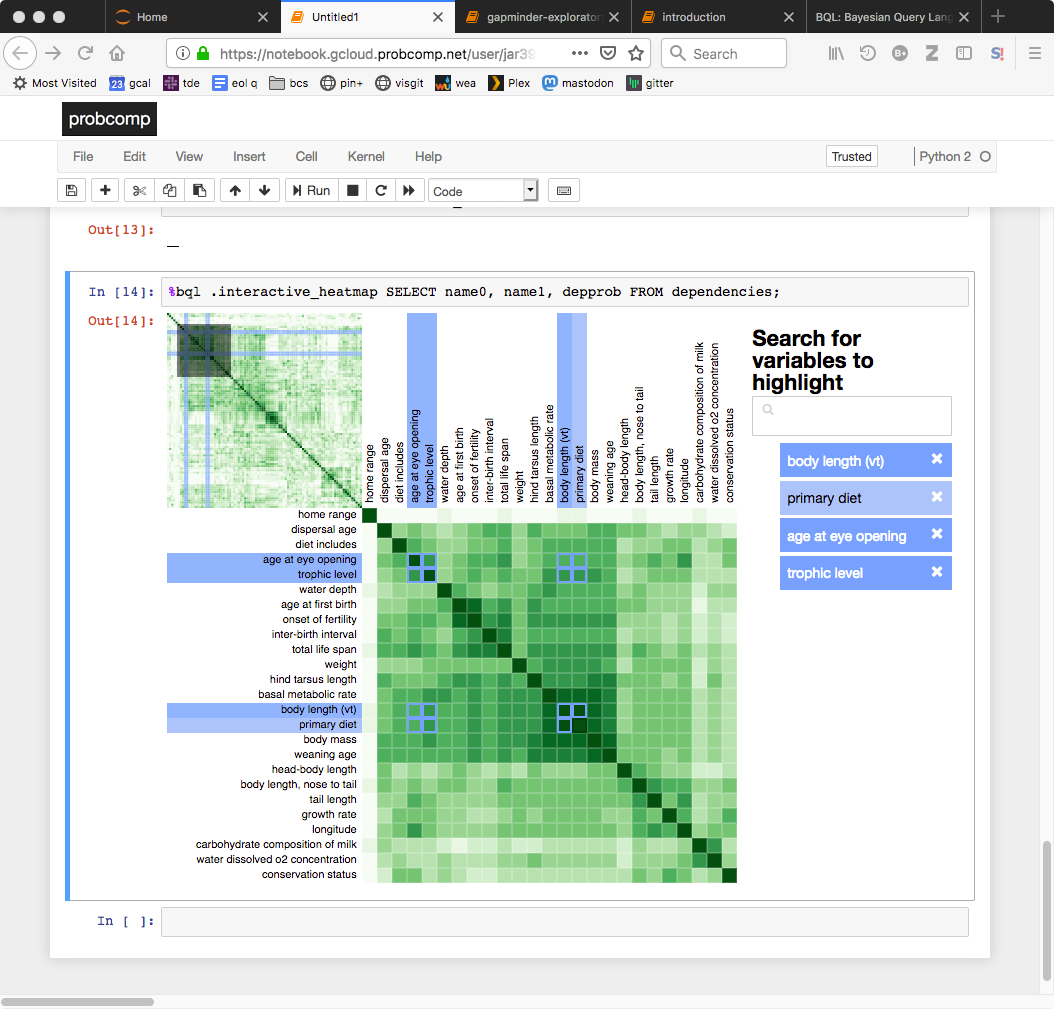 Home
Untitled1
gapminder-explorator
introduction
BQL: Bayesian Query Lang
https://notebook.gcloud.probcomp.net/user/jar39
Search
Most Visited
23 gcal
tde
eol q
bcs
pin+
visgit
wea
Plex
mastodon
gitter
probcomp
File Edit View Insert Cell Kernel Help
Trusted
Python 2
Run
Code
Out[13]:
In [14]: %bql .interactive_heatmap SELECT name0, name1, depprob FROM dependencies;
Out[14]:
home range
dispersal age
diet includes
age at eye opening
trophic level
water depth
age at first birth
onset of fertility
inter-birth interval
total life span
weight
hind tarsus length
basal metabolic rate
body length (vt)
primary diet
body mass
weaning age
head-body length
body length, nose to tail
tail length
growth rate
longitude
carbohydrate composition of milk
water dissolved o2 concentration
conservation status
Search for
variables to
highlight
body length (vt)
primary diet
age at eye opening
trophic level
home range
dispersal age
diet includes
age at eye opening
trophic level
water depth
age at first birth
onset of fertility
inter-birth interval
total life span
weight
hind tarsus length
basal metabolic rate
body length (vt)
primary diet
body mass
weaning age
head-body length
body length, nose to tail
tail length
growth rate
longitude
carbohydrate composition of milk
water dissolved o2 concentration
conservation status
In [ ]: